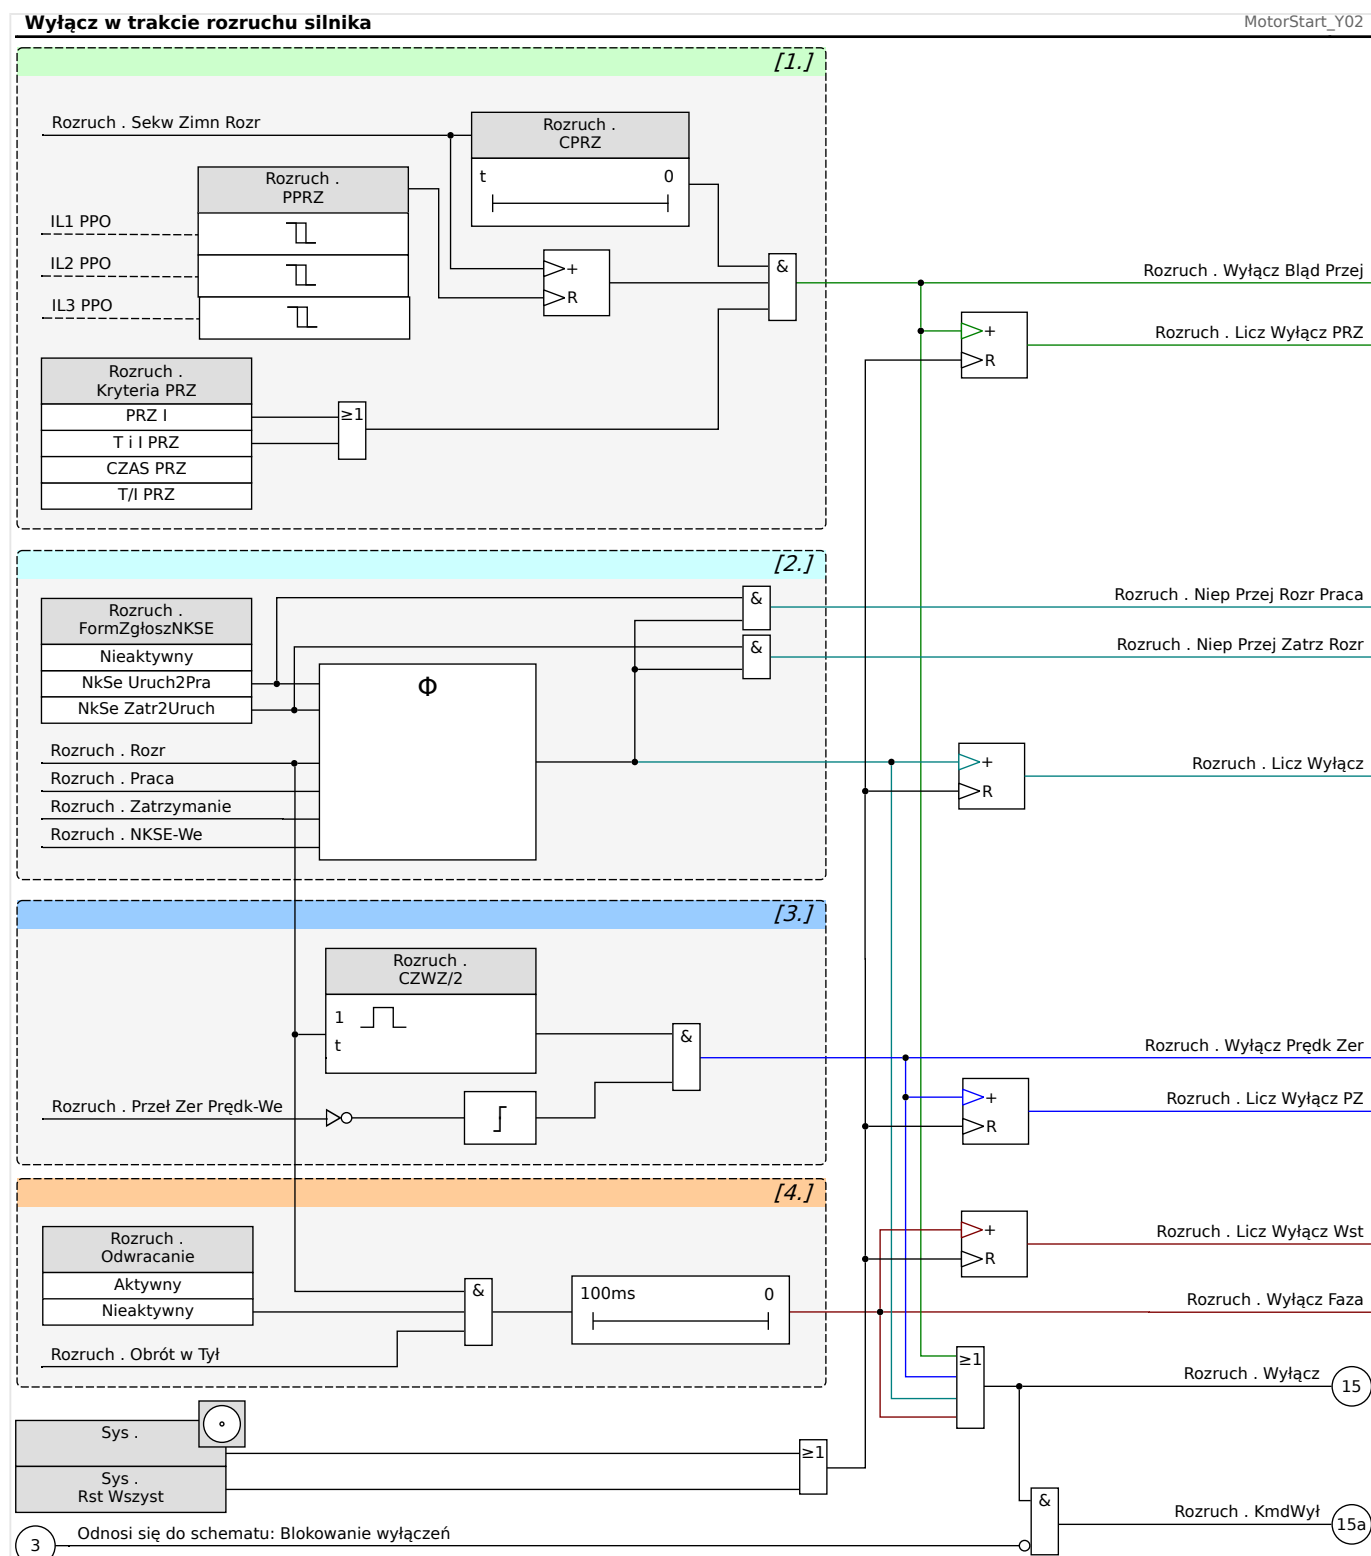 Wyłącz w trakcie rozruchu silnika
MotorStart_Y02
[1.]
Rozruch . Sekw Zimn Rozr
Rozruch .
CPRZ
t 0
Rozruch .
PPRZ
IL1 PPO
IL2 PPO
IL3 PPO
+
R
&
Rozruch . Wyłącz Bląd Przej
Rozruch . Licz Wyłącz PRZ
+
R
Rozruch .
Kryteria PRZ
PRZ I
T i I PRZ
CZAS PRZ
T/I PRZ
≥1
[2.]
Rozruch .
FormZgłoszNKSE
Nieaktywny
NkSe Uruch2Pra
NkSe Zatr2Uruch
Φ
&
&
Rozruch . Niep Przej Rozr Praca
Rozruch . Niep Przej Zatrz Rozr
Rozruch . Rozr
Rozruch . Praca
Rozruch . Zatrzymanie
Rozruch . NKSE-We
+
R
Rozruch . Licz Wyłącz
[3.]
Rozruch .
CZWZ/2
1
t
&
Rozruch . Przeł Zer Prędk-We
Rozruch . Wyłącz Prędk Zer
Rozruch . Licz Wyłącz PZ
+
R
[4.]
Rozruch .
Odwracanie
Aktywny
Nieaktywny
Rozruch . Obrót w Tył
&
100ms 0
+
R
Rozruch . Licz Wyłącz Wst
Rozruch . Wyłącz Faza
≥1
Rozruch . Wyłącz
15
Sys .
Sys .
Rst Wszyst
≥1
&
Rozruch . KmdWył
15a
3
Odnosi się do schematu: Blokowanie wyłączeń